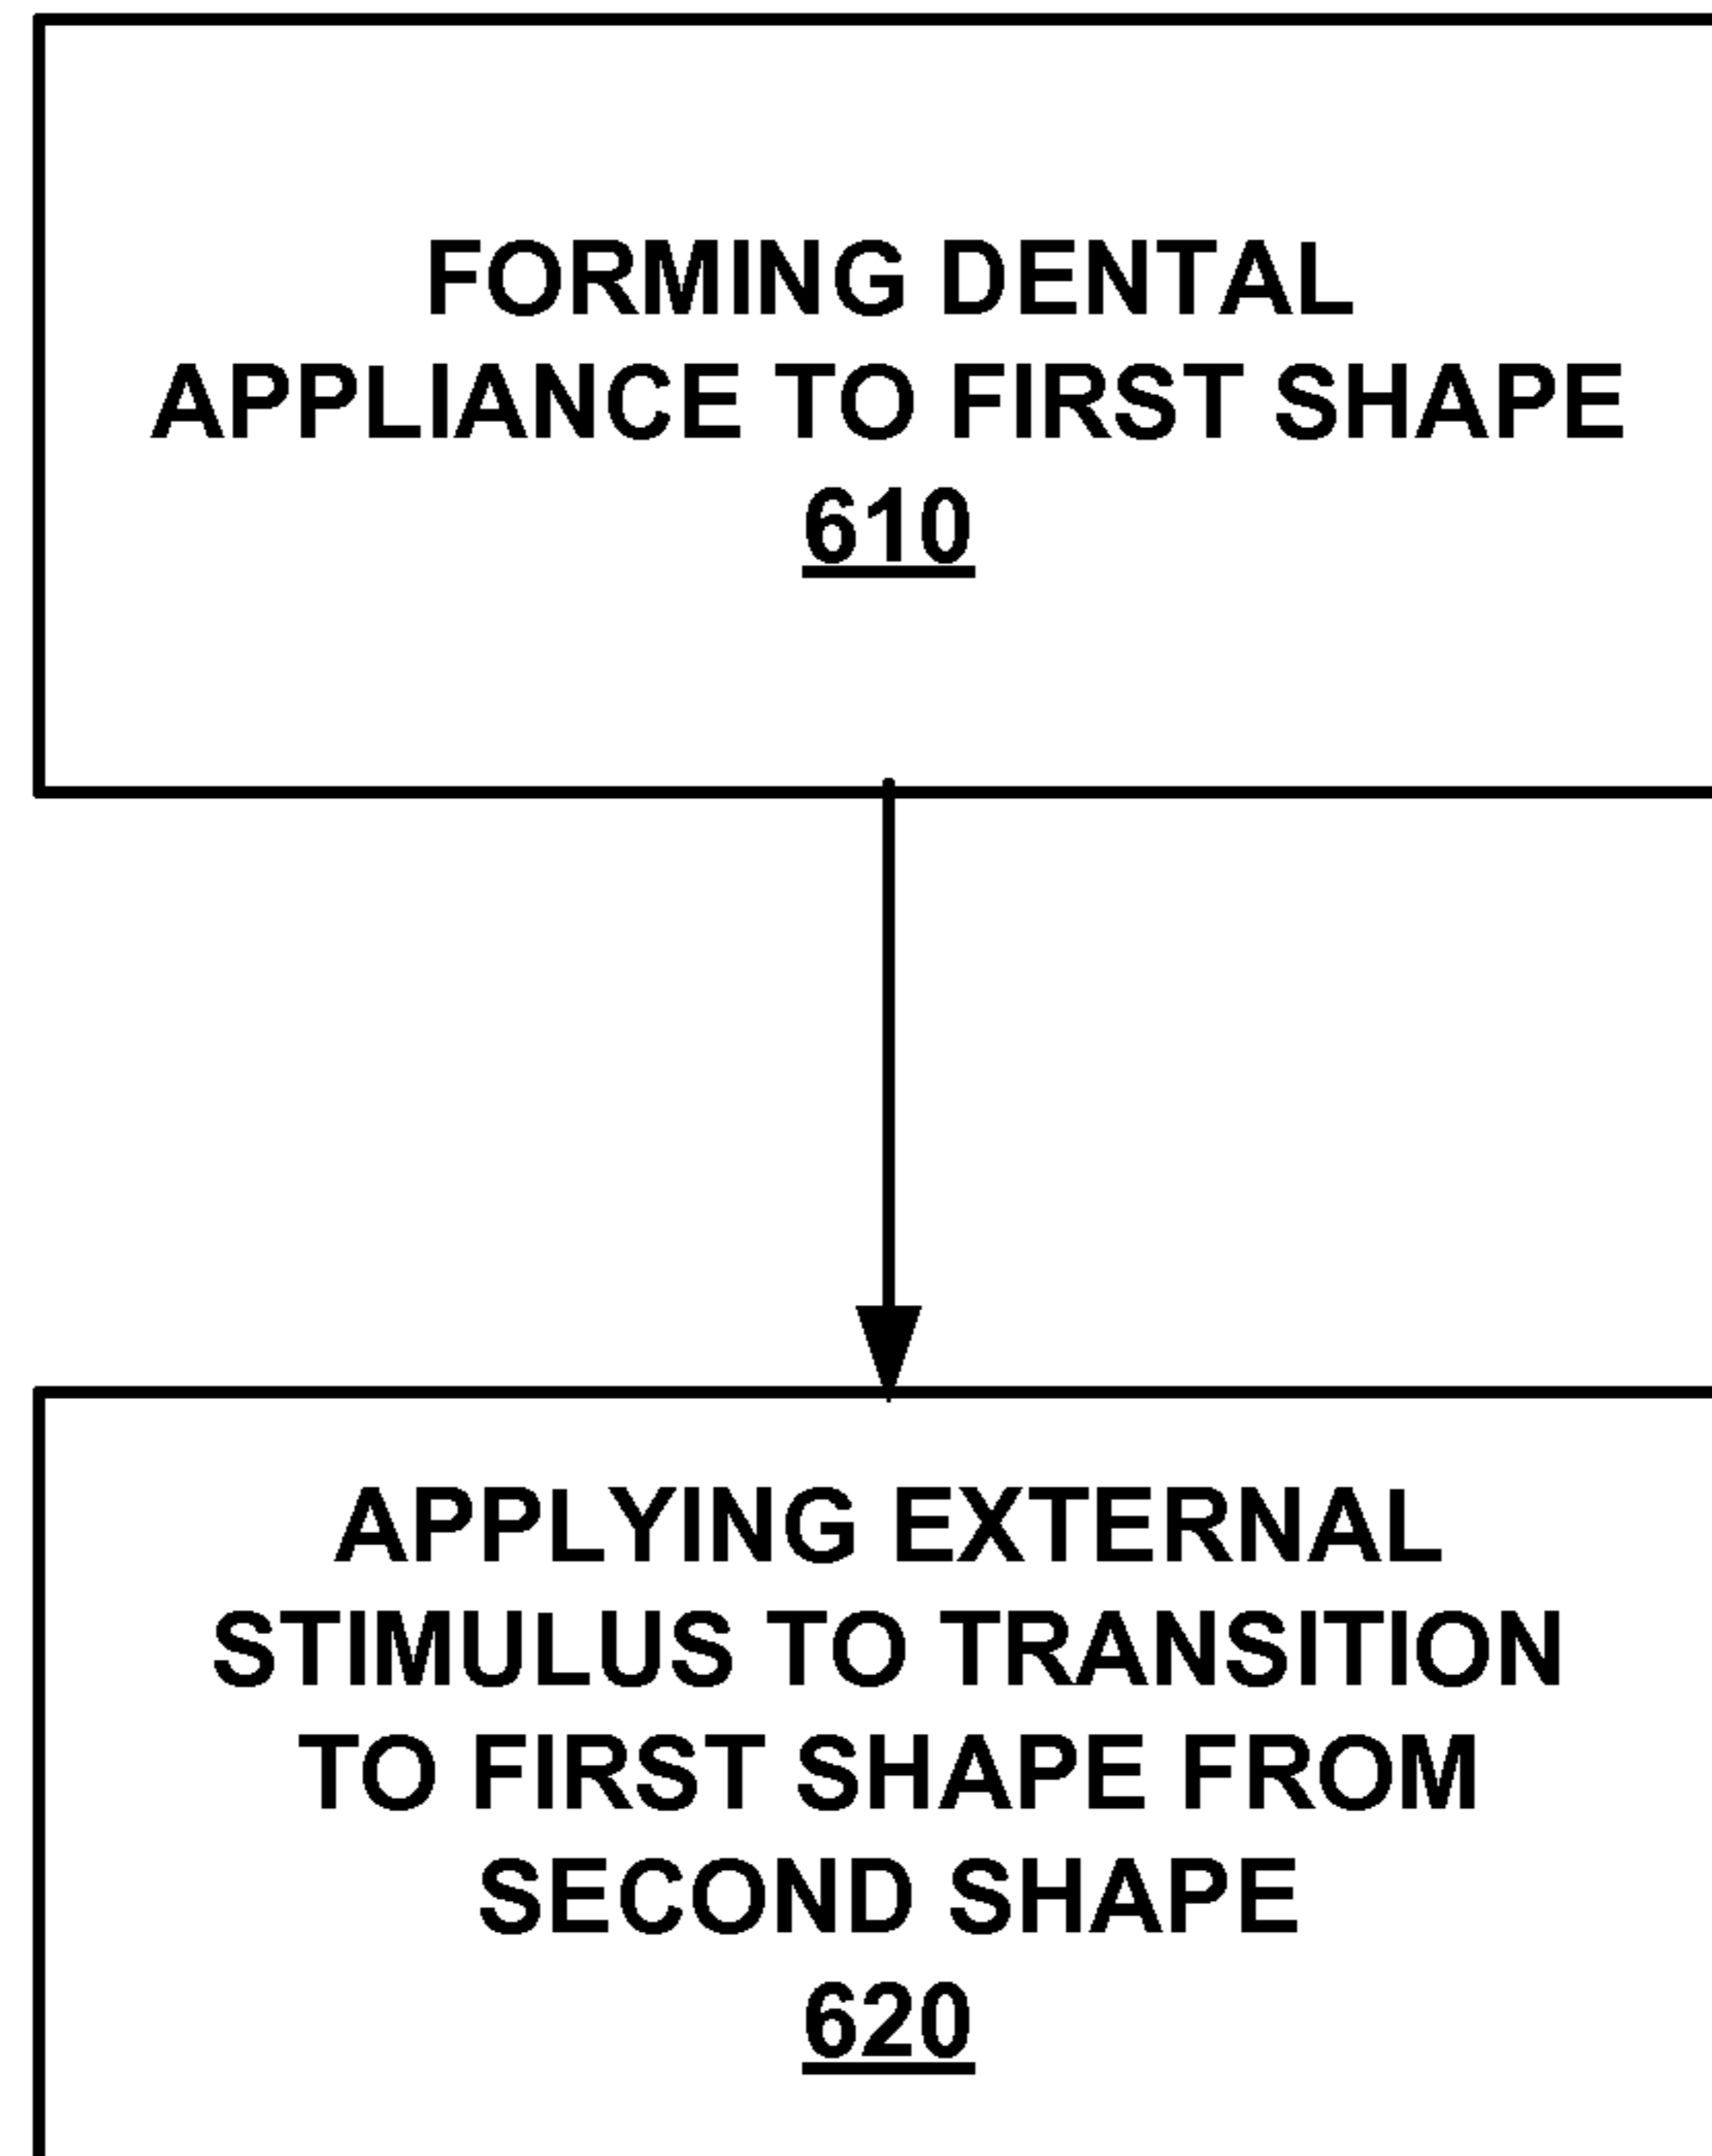 FORMING DENTAL
APPLIANCE TO FIRST SHAPE
610
APPLYING EXTERNAL
STIMULUS TO TRANSITION
TO FIRST SHAPE FROM
SECOND SHAPE
620